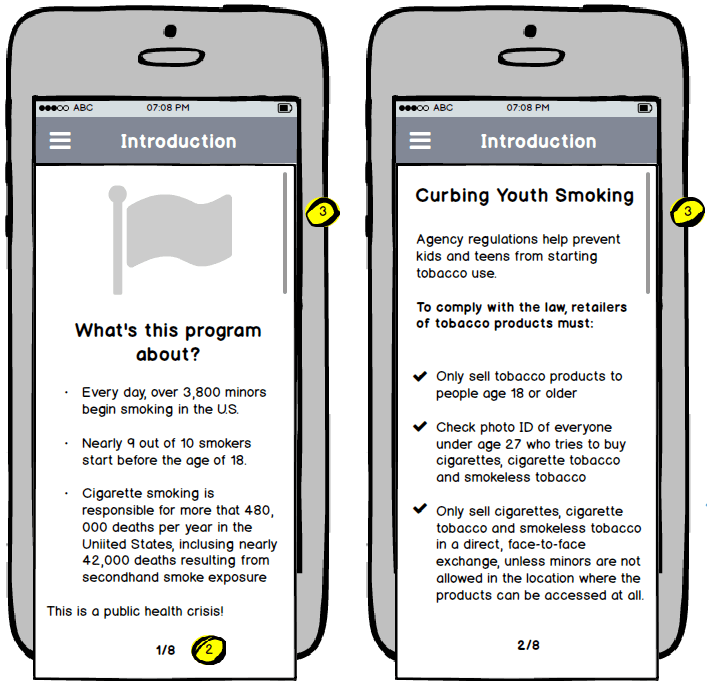 ABC 07:08 PM
Introduction
3
What's this program
about?
· Every day, over 3,800 minors
begin smoking in the U.S.
· Nearly 9 out of 10 smokers
start before the age of 18.
· Cigarette smoking is
responsible for more that 480,
000 deaths per year in the
Uniited States, inclusing nearly
42,000 deaths resulting from
secondhand smoke exposure
This is a public health crisis!
1/8 2
ABC 07:08 PM
Introduction
3
Curbing Youth Smoking
Agency regulations help prevent
kids and teens from starting
tobacco use.
To comply with the law, retailers
of tobacco products must:
✔ Only sell tobacco products to
people age 18 or older
✔ Check photo ID of everyone
under age 27 who tries to buy
cigarettes, cigarette tobacco
and smokeless tobacco
✔ Only sell cigarettes, cigarette
tobacco and smokeless tobacco
in a direct, face-to-face
exchange, unless minors are not
allowed in the location where the
products can be accessed at all.
2/8